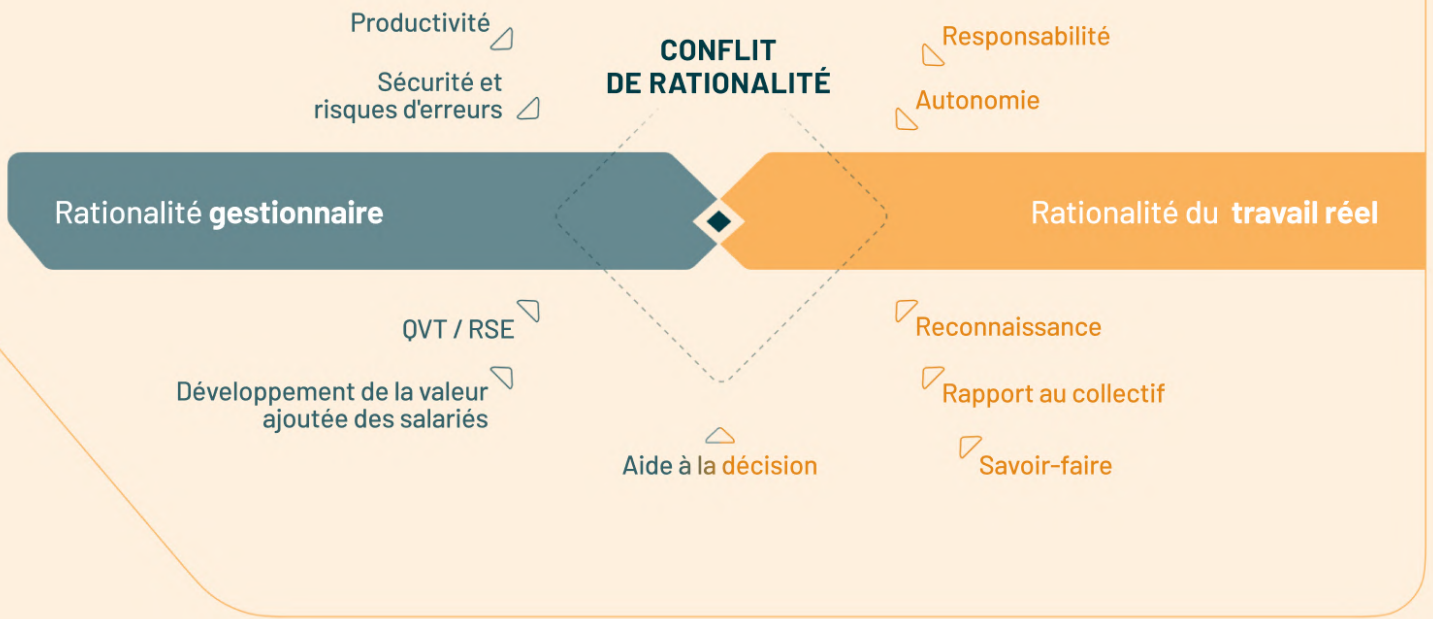 Productivité
Sécurité et
risques d'erreurs
CONFLIT
DE RATIONALITÉ
Responsabilité
Autonomie
Rationalité gestionnaire
Rationalité du travail réel
QVT / RSE
Développement de la valeur
ajoutée des salariés
Aide à la décision
Reconnaissance
Rapport au collectif
Savoir-faire